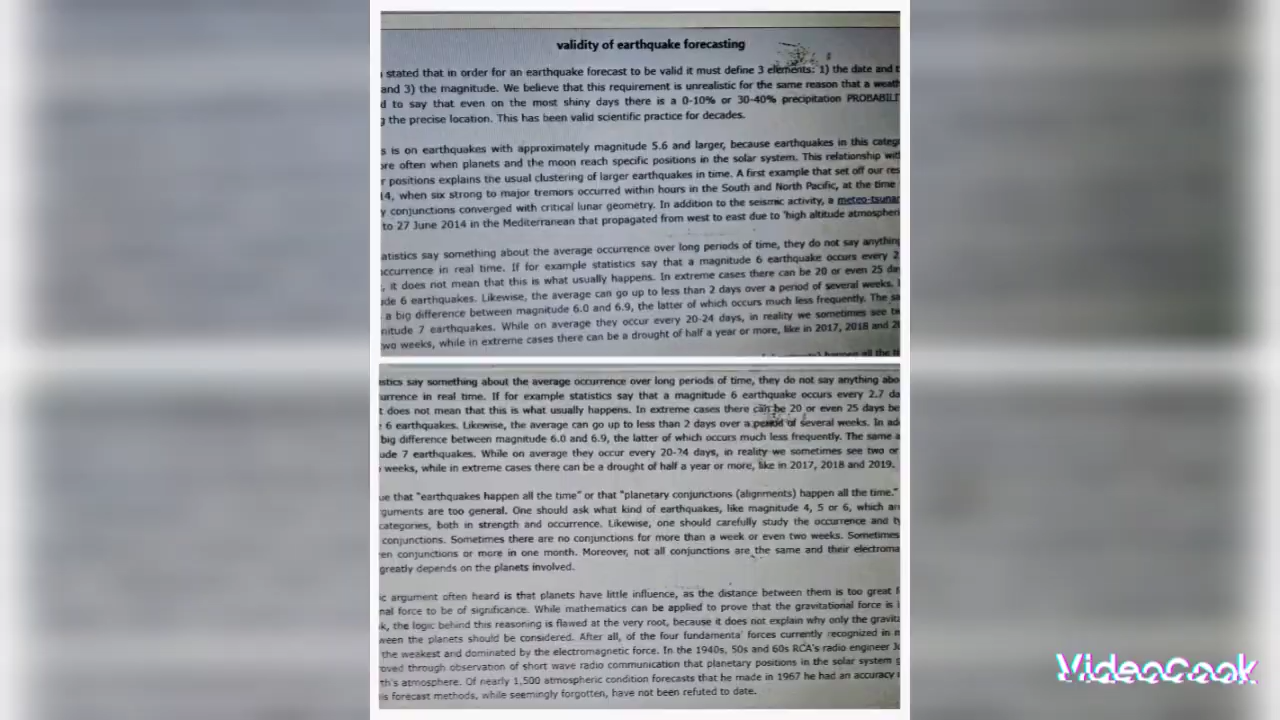 validity of earthquake forecasting
stated that in order for an earthquake forecast to be valid it must define 3 elements: 1) the date and t
and 3) the magnitude. We believe that this requirement is unrealistic for the same reason that a weath
d to say that even on the most shiny days there is a 0-10% or 30-40% precipitation PROBABILI
g the precise location. This has been valid scientific practice for decades.
s is on earthquakes with approximately magnitude 5.6 and larger, because earthquakes in this categ
re often when planets and the moon reach specific positions in the solar system. This relationship wit
r positions explains the usual clustering of larger earthquakes in time. A first example that set off our res
14, when six strong to major tremors occurred within hours in the South and North Pacific, at the time
y conjunctions converged with critical lunar geometry. In addition to the seismic activity, a meteo-tsunam
to 27 June 2014 in the Mediterranean that propagated from west to east due to 'high altitude atmospheri
atistics say something about the average occurrence over long periods of time, they do not say anything
occurrence in real time. If for example statistics say that a magnitude 6 earthquake occurs every 2
, it does not mean that this is what usually happens. In extreme cases there can be 20 or even 25 day
ude 6 earthquakes. Likewise, the average can go up to less than 2 days over a period of several weeks. I
a big difference between magnitude 6.0 and 6.9, the latter of which occurs much less frequently. The sa
nitude 7 earthquakes. While on average they occur every 20-24 days, in reality we sometimes see tw
two weeks, while in extreme cases there can be a drought of half a year or more, like in 2017, 2018 and 20
happen all the
stics say something about the average occurrence over long periods of time, they do not say anything abo
urrence in real time. If for example statistics say that a magnitude 6 earthquake occurs every 2.7 da
t does not mean that this is what usually happens. In extreme cases there can be 20 or even 25 days be
6 earthquakes. Likewise, the average can go up to less than 2 days over a period of several weeks. In ad
big difference between magnitude 6.0 and 6.9, the latter of which occurs much less frequently. The same a
ude 7 earthquakes. While on average they occur every 20-24 days, in reality we sometimes see two or
weeks, while in extreme cases there can be a drought of half a year or more, like in 2017, 2018 and 2019.
ue that "earthquakes happen all the time" or that "planetary conjunctions (alignments) happen all the time."
guments are too general. One should ask what kind of earthquakes, like magnitude 4, 5 or 6, which ar
categories, both in strength and occurrence. Likewise, one should carefully study the occurrence and ty
conjunctions. Sometimes there are no conjunctions for more than a week or even two weeks. Sometimes
en conjunctions or more in one month. Moreover, not all conjunctions are the same and their electroma
greatly depends on the planets involved.
ic argument often heard is that planets have little influence, as the distance between them is too great f
nal force to be of significance. While mathematics can be applied to prove that the gravitational force is i
k, the logic behind this reasoning is flawed at the very root, because it does not explain why only the gravita
ween the planets should be considered. After all, of the four fundamental forces currently recognized in n
the weakest and dominated by the electromagnetic force. In the 1940s, 50s and 60s RCA's radio engineer Jo
oved through observation of short wave radio communication that planetary positions in the solar system g
th's atmosphere. Of nearly 1,500 atmospheric condition forecasts that he made in 1967 he had an accuracy
s forecast methods, while seemingly forgotten, have not been refuted to date.
VideoCook